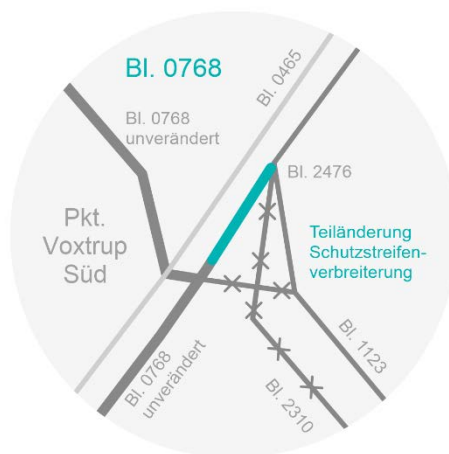 Bl. 0768
Bl. 0465
Bl. 0768
unverändert
Bl. 2476
Pkt.
Voxtrup
Süd
Teiländerung
Schutzstreifen-
verbreiterung
Bl. 1123
Bl. 0768
unverändert
Bl. 2310